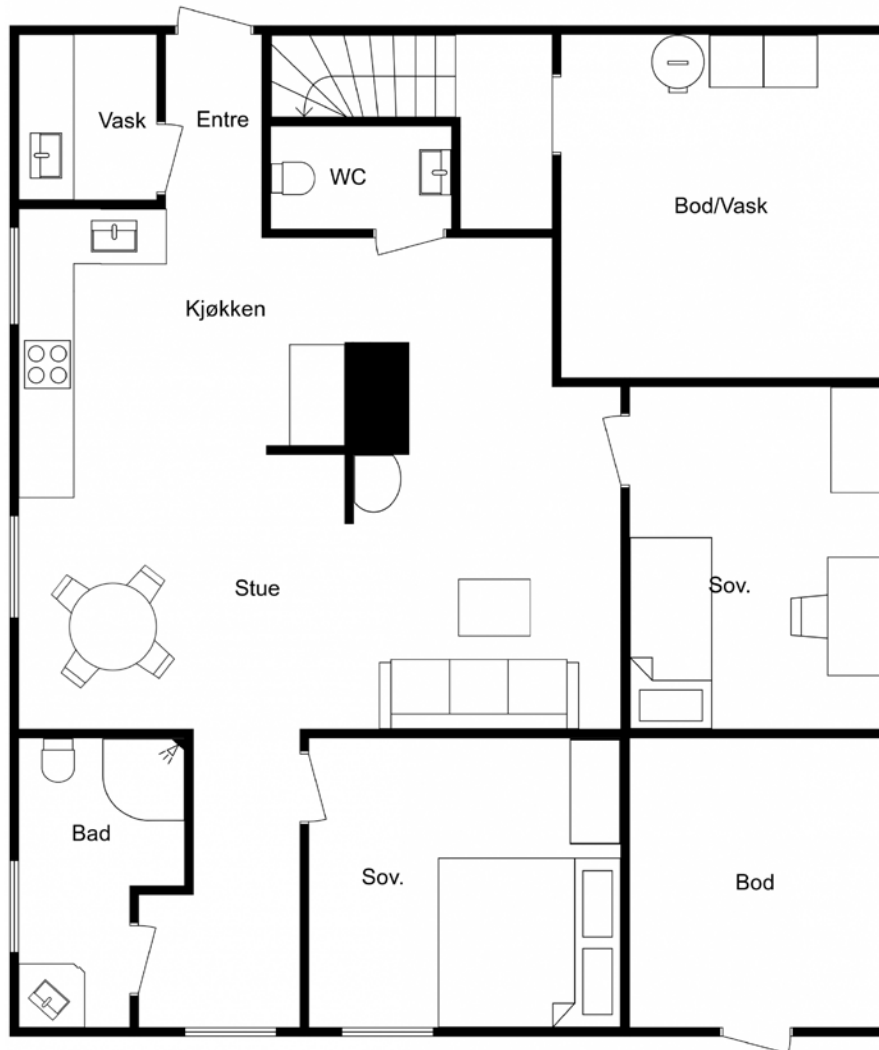 Vask
Entre
WC
Bod/Vask
Kjøkken
Stue
Sov.
Bad
Sov.
Bod